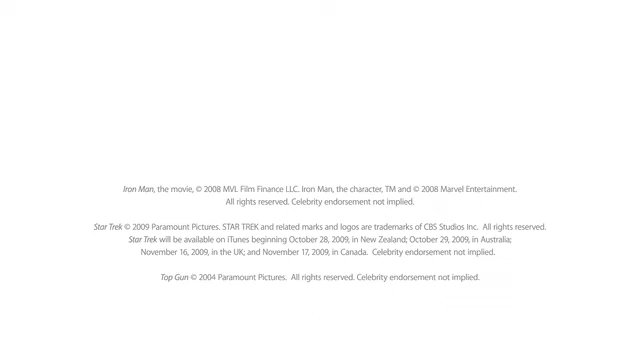 Iron Man, the movie, © 2008 MVL Film Finance LLC. Iron Man, the character, TM and © 2008 Marvel Entertainment.
All rights reserved. Celebrity endorsement not implied.
Star Trek © 2009 Paramount Pictures. STAR TREK and related marks and logos are trademarks of CBS Studios Inc. All rights reserved.
Star Trek will be available on iTunes beginning October 28, 2009, in New Zealand; October 29, 2009, in Australia;
November 16, 2009, in the UK; and November 17, 2009, in Canada. Celebrity endorsement not implied.
Top Gun © 2004 Paramount Pictures. All rights reserved. Celebrity endorsement not implied.